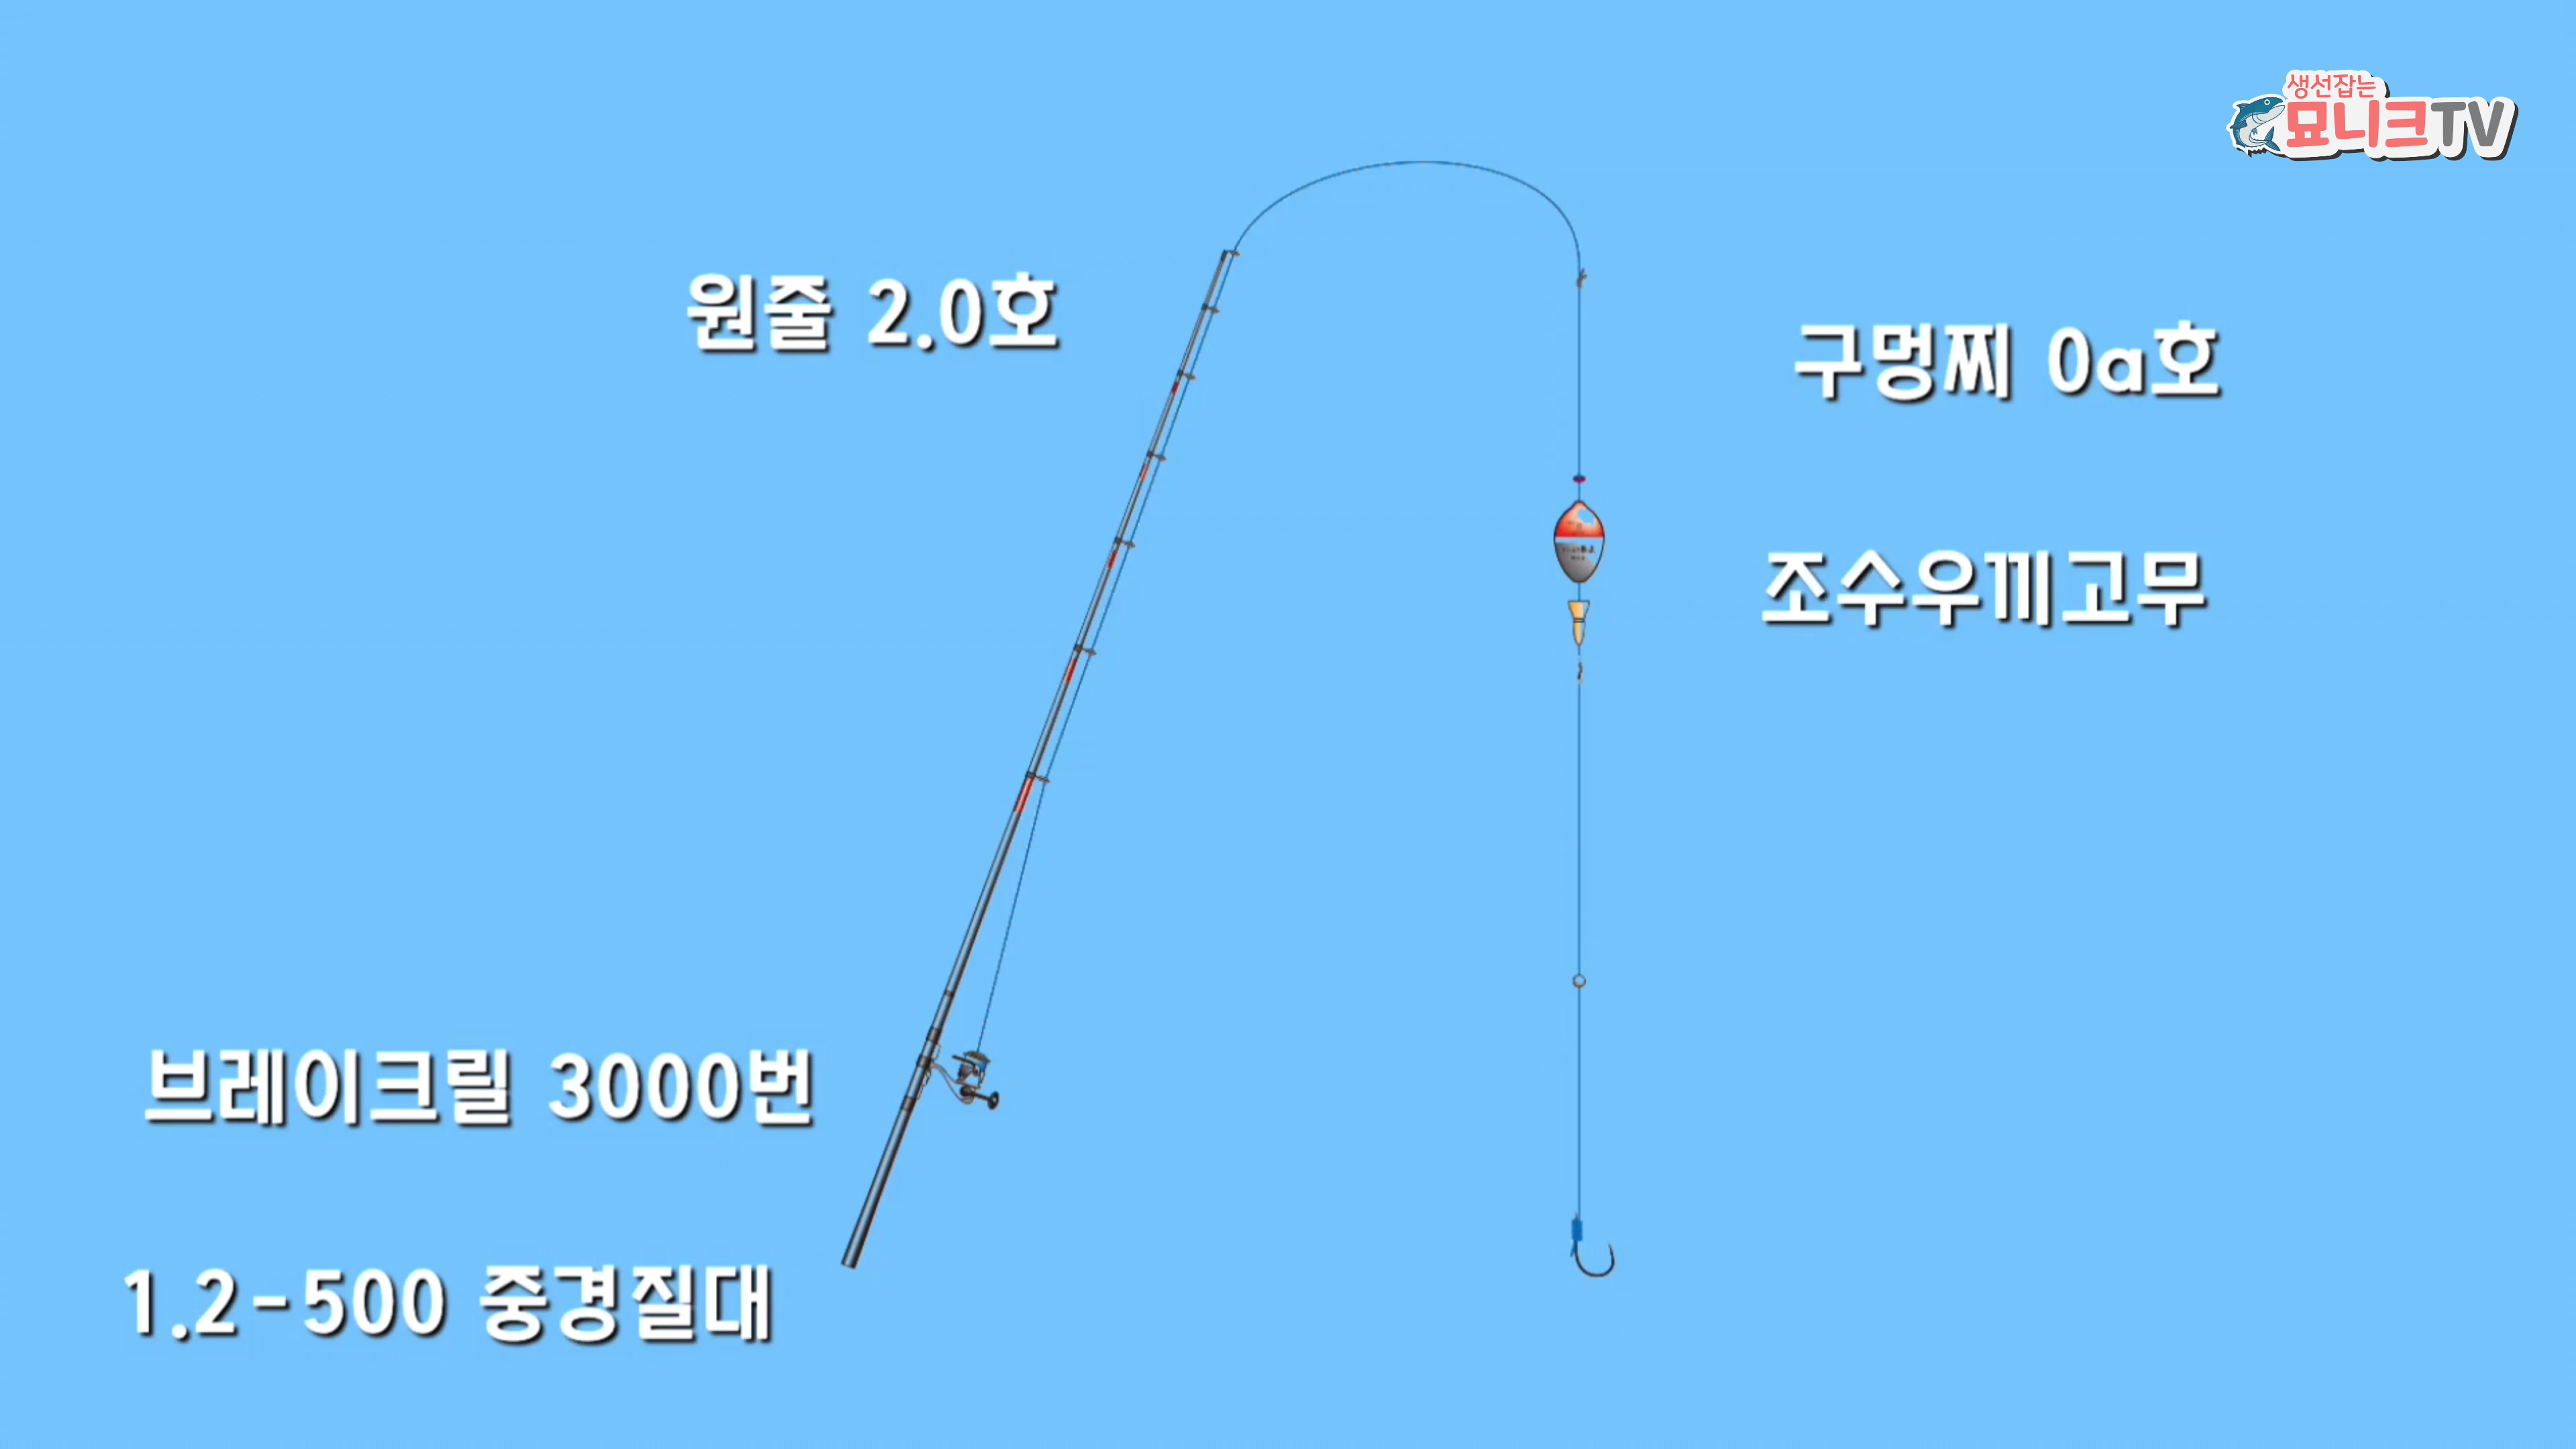 생선잡는
묘니크TV
원줄 2.0호
구멍찌 0a호
조수우끼고무
브레이크릴 3000번
1.2-500 중경질대